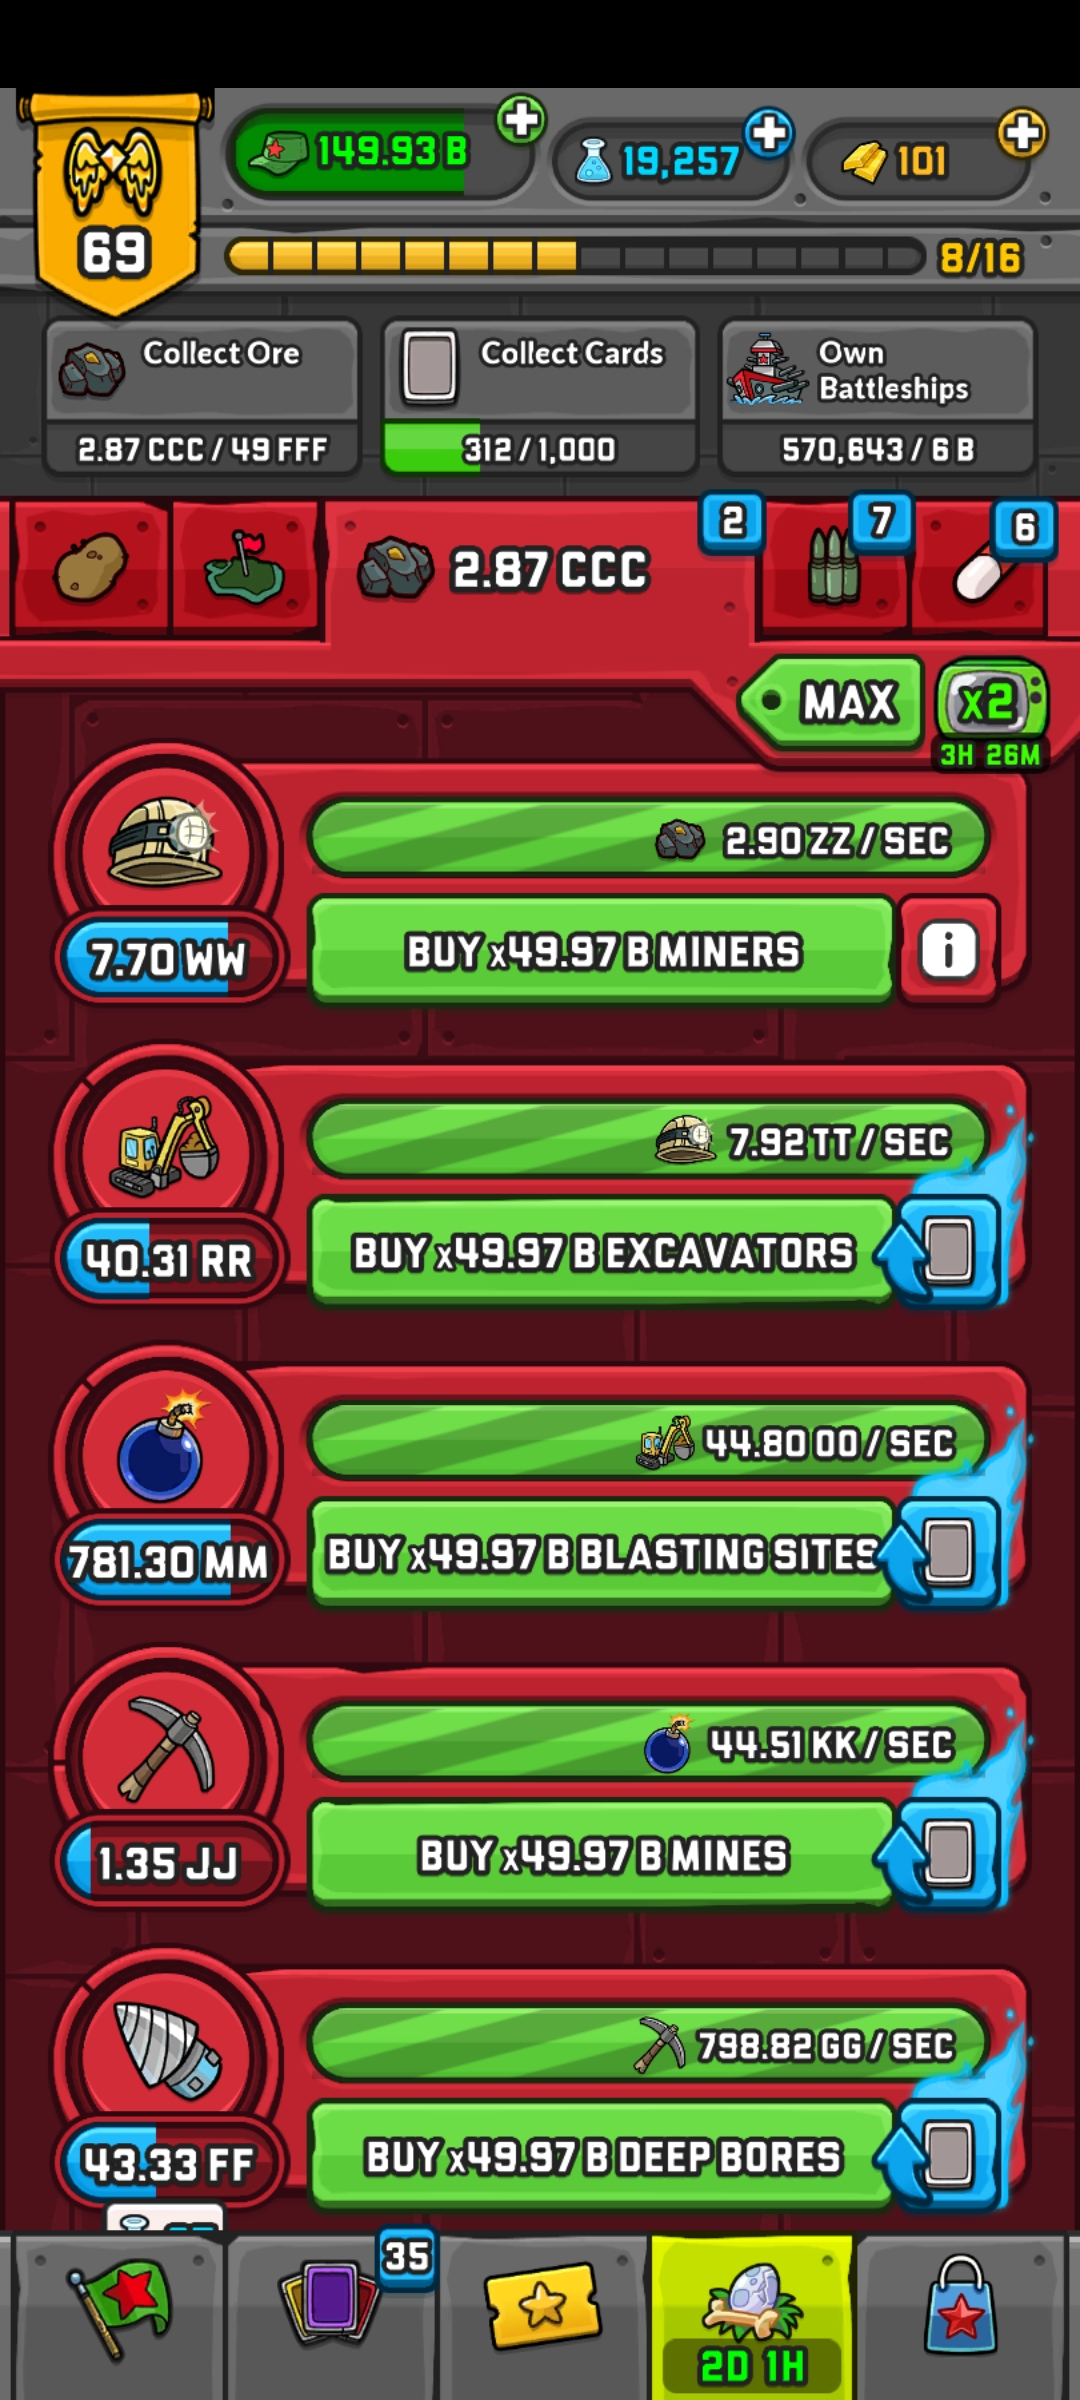 149.93 B
19,257
101
69
8/16
Collect Ore
2.87 CCC / 49 FFF
Collect Cards
312 / 1,000
Own
Battleships
570,643 / 6 B
2.87 CCC
2
7
6
MAX
x2
3H 26M
2.90 ZZ / SEC
7.70 WW
BUY x49.97 B MINERS
i
7.92 TT / SEC
40.31 RR
BUY x49.97 B EXCAVATORS
44.80 OO / SEC
781.30 MM
BUY x49.97 B BLASTING SITES
44.51 KK / SEC
1.35 JJ
BUY x49.97 B MINES
798.82 GG / SEC
43.33 FF
BUY x49.97 B DEEP BORES
35
2D 1H